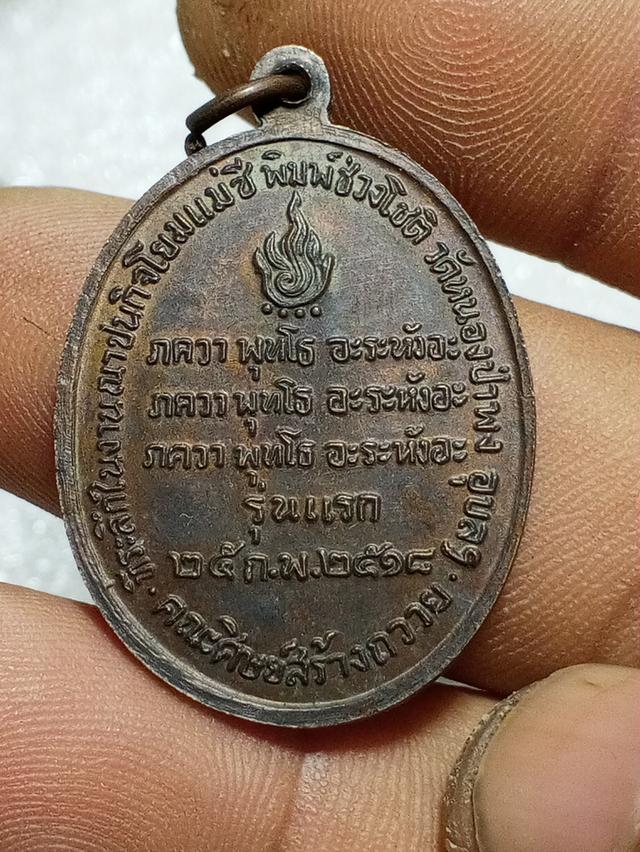 ที่ระลึกในงานฌาปนกิจโยมแม่ชี พิมพ์ช่วงโชติ วัดหนองป่าพง อุบลฯ
ภควา พุทโธ อะระหังอะ
ภควา พุทโธ อะระหังอะ
ภควา พุทโธ อะระหังอะ
รุ่นแรก
๒๕ ก.พ.๒๕๑๘
คณะศิษย์สร้างถวาย